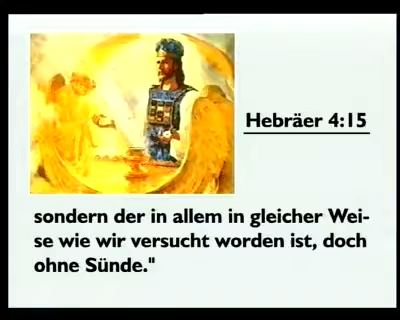 Hebräer 4:15
sondern der in allem in gleicher Wei-
se wie wir versucht worden ist, doch
ohne Sünde."